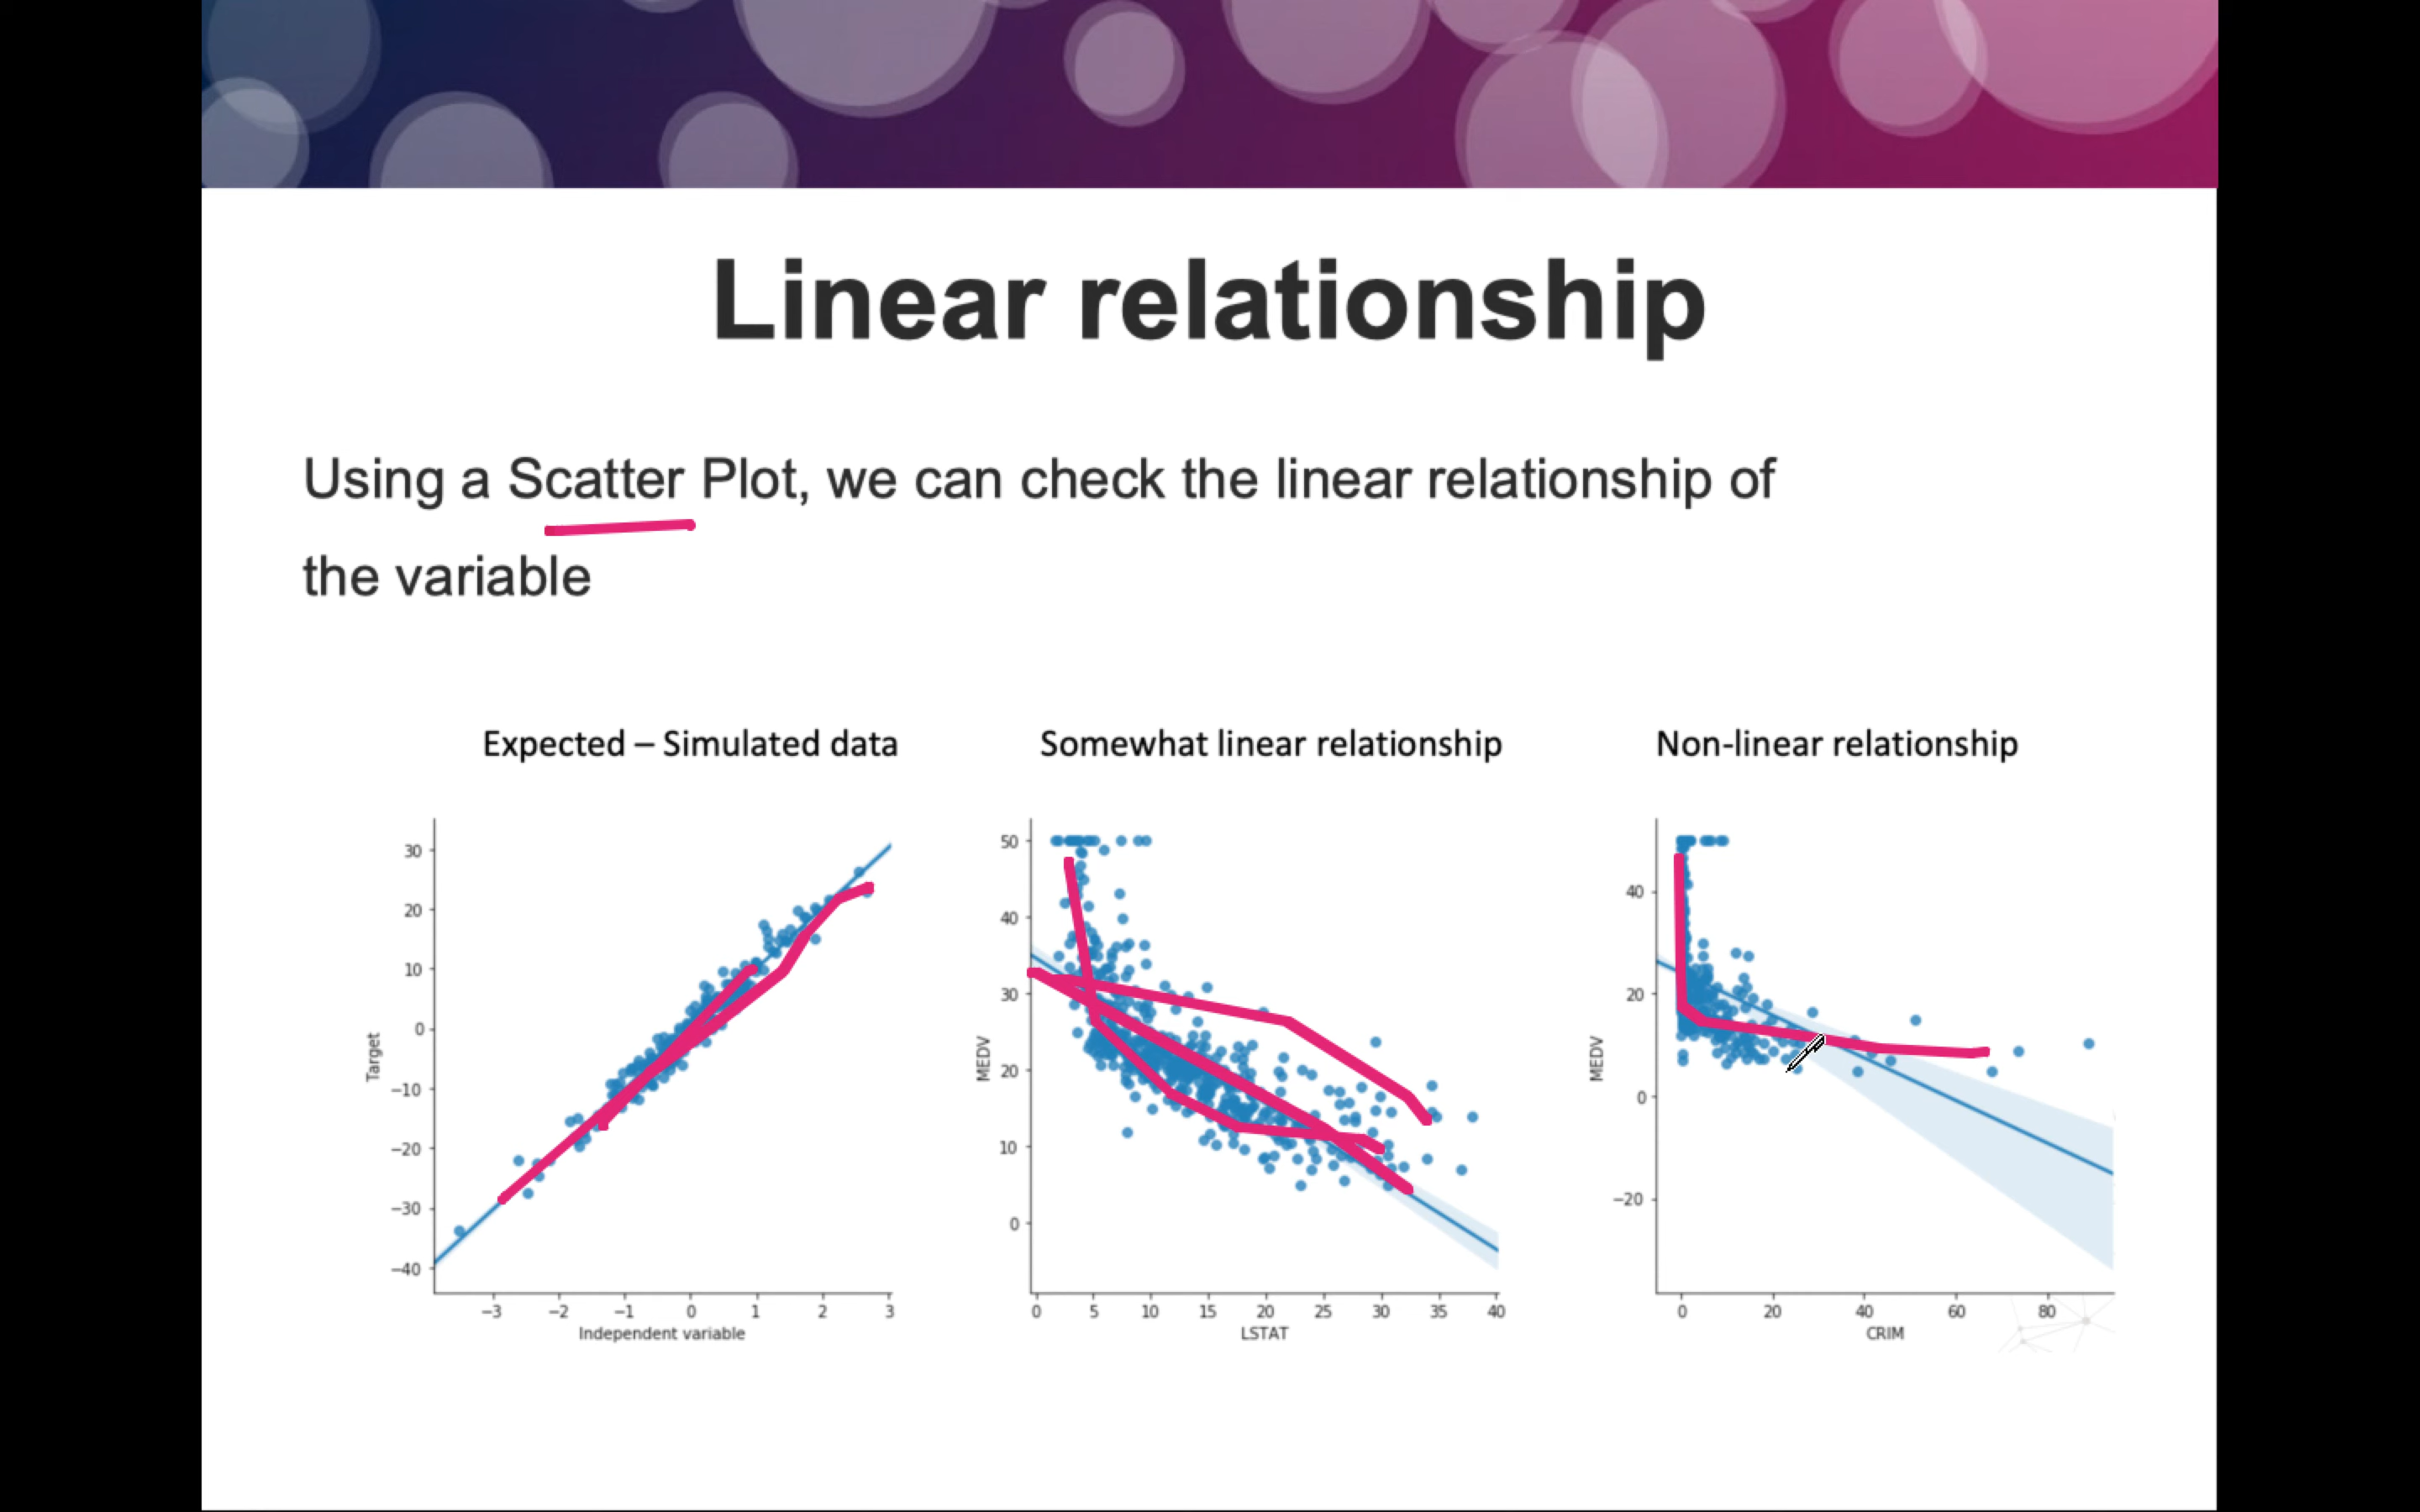 Linear relationship
Using a Scatter Plot, we can check the linear relationship of
the variable
Expected – Simulated data
Somewhat linear relationship
Non-linear relationship
30
20
10
0
−10
−20
−30
−40
Target
−3 −2 −1 0 1 2 3
Independent variable
50
40
30
20
10
0
MEDV
0 5 10 15 20 25 30 35 40
LSTAT
40
20
0
−20
MEDV
0 20 40 60 80
CRIM